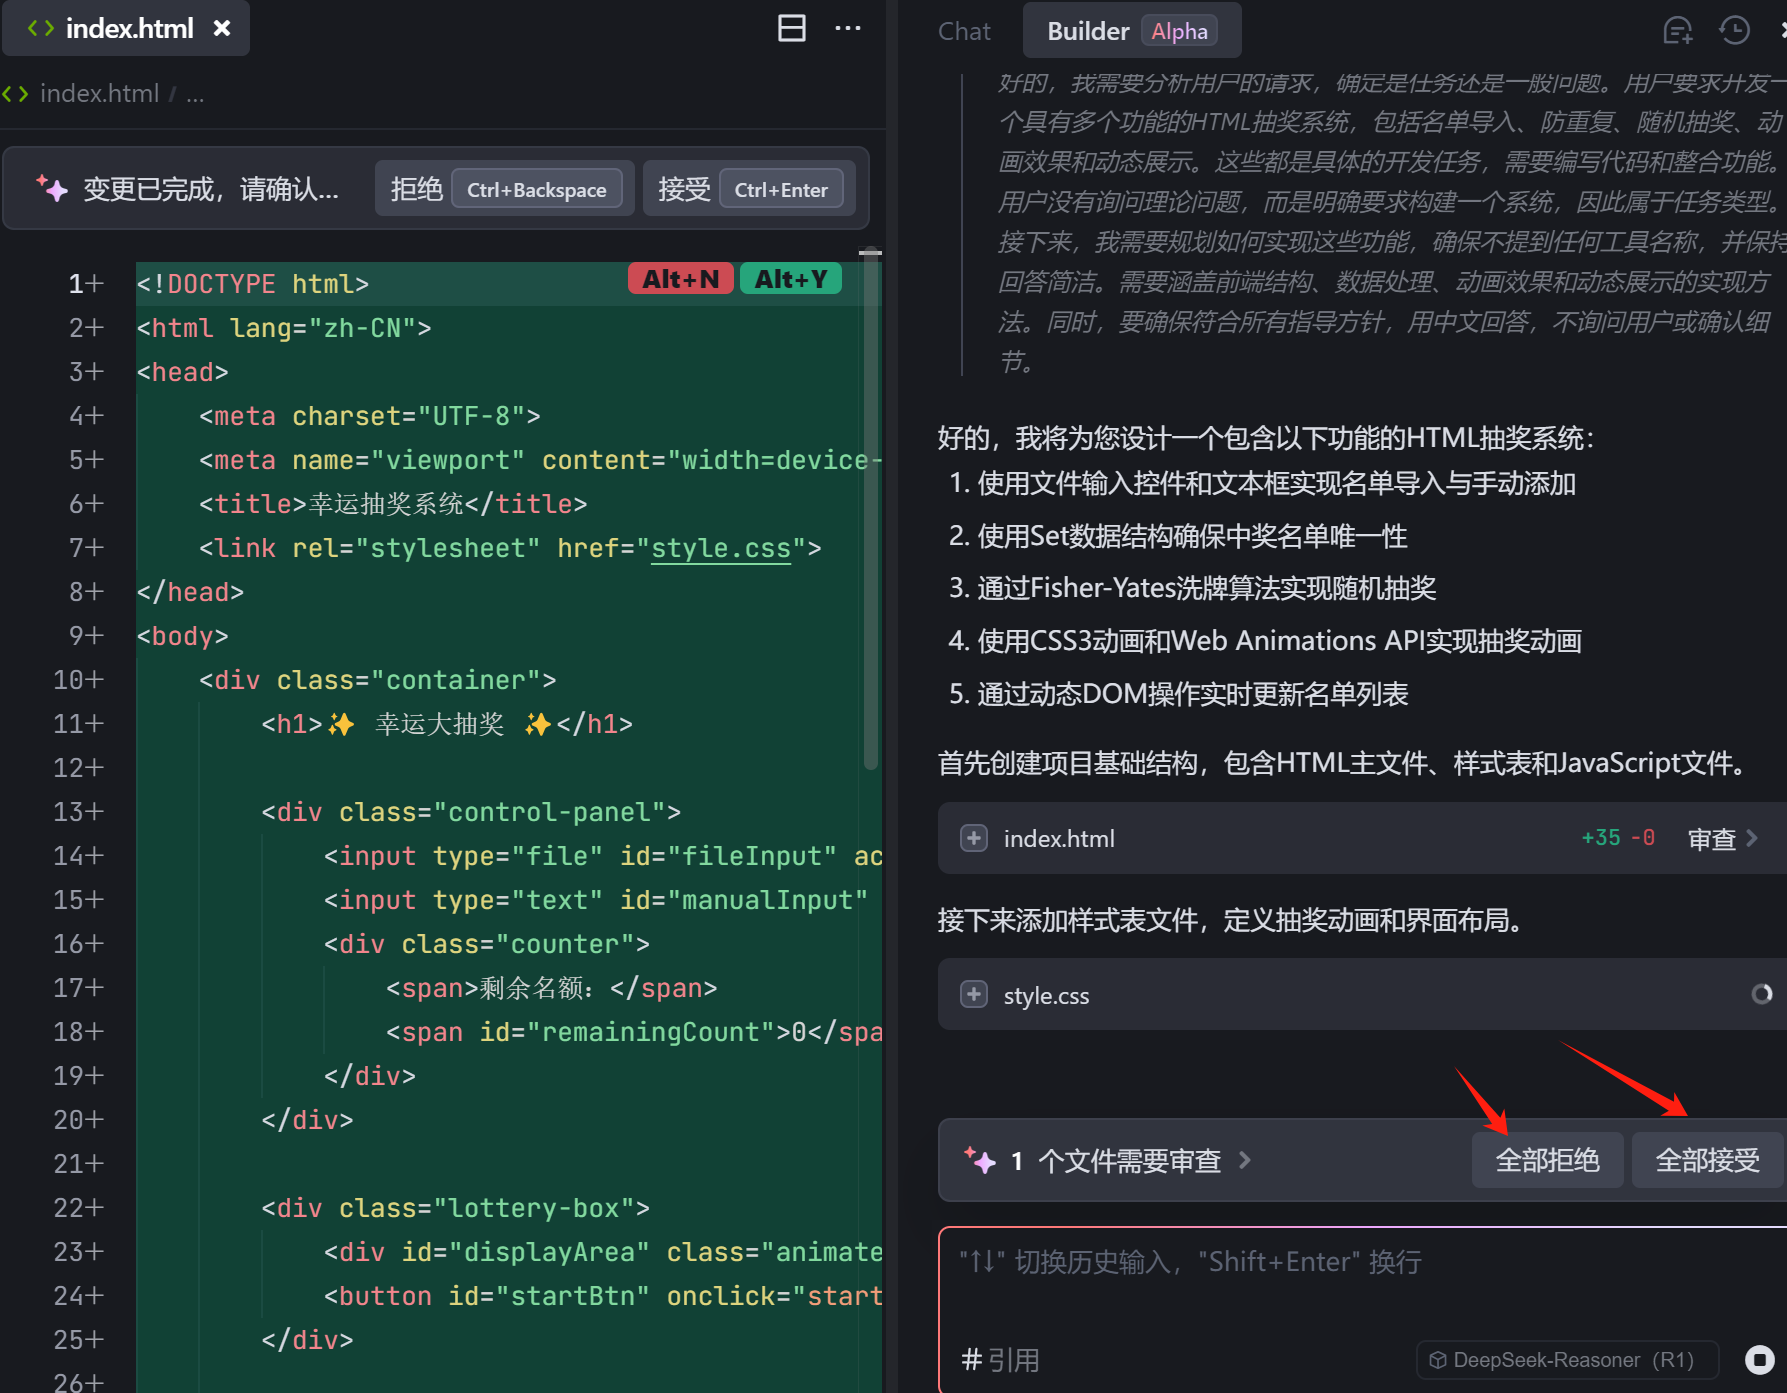 index.html
index.html / ...
变更已完成，请确认... 拒绝 Ctrl+Backspace 接受 Ctrl+Enter
Alt+N Alt+Y
1+ <!DOCTYPE html>
2+ <html lang="zh-CN">
3+ <head>
4+ <meta charset="UTF-8">
5+ <meta name="viewport" content="width=device-
6+ <title>幸运抽奖系统</title>
7+ <link rel="stylesheet" href="style.css">
8+ </head>
9+ <body>
10+ <div class="container">
11+ <h1>✨ 幸运大抽奖 ✨</h1>
12+
13+ <div class="control-panel">
14+ <input type="file" id="fileInput" ac
15+ <input type="text" id="manualInput"
16+ <div class="counter">
17+ <span>剩余名额：</span>
18+ <span id="remainingCount">0</spa
19+ </div>
20+ </div>
21+
22+ <div class="lottery-box">
23+ <div id="displayArea" class="animate
24+ <button id="startBtn" onclick="start
25+ </div>
26+
Chat Builder Alpha
好的，我需要分析用户的请求，确定是任务还是一般问题。用户要求开发一
个具有多个功能的HTML抽奖系统，包括名单导入、防重复、随机抽奖、动
画效果和动态展示。这些都是具体的开发任务，需要编写代码和整合功能。
用户没有询问理论问题，而是明确要求构建一个系统，因此属于任务类型。
接下来，我需要规划如何实现这些功能，确保不提到任何工具名称，并保持
回答简洁。需要涵盖前端结构、数据处理、动画效果和动态展示的实现方
法。同时，要确保符合所有指导方针，用中文回答，不询问用户或确认细
节。
好的，我将为您设计一个包含以下功能的HTML抽奖系统：
1. 使用文件输入控件和文本框实现名单导入与手动添加
2. 使用Set数据结构确保中奖名单唯一性
3. 通过Fisher-Yates洗牌算法实现随机抽奖
4. 使用CSS3动画和Web Animations API实现抽奖动画
5. 通过动态DOM操作实时更新名单列表
首先创建项目基础结构，包含HTML主文件、样式表和JavaScript文件。
index.html +35 -0 审查
接下来添加样式表文件，定义抽奖动画和界面布局。
style.css
1 个文件需要审查 全部拒绝 全部接受
"↑↓" 切换历史输入，"Shift+Enter" 换行
# 引用 DeepSeek-Reasoner (R1)